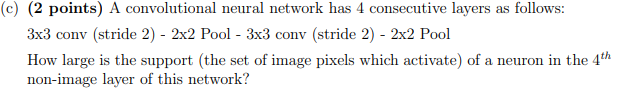 (c) (2 points) A convolutional neural network has 4 consecutive layers as follows:
3x3 conv (stride 2) - 2x2 Pool - 3x3 conv (stride 2) - 2x2 Pool
How large is the support (the set of image pixels which activate) of a neuron in the 4th
non-image layer of this network?